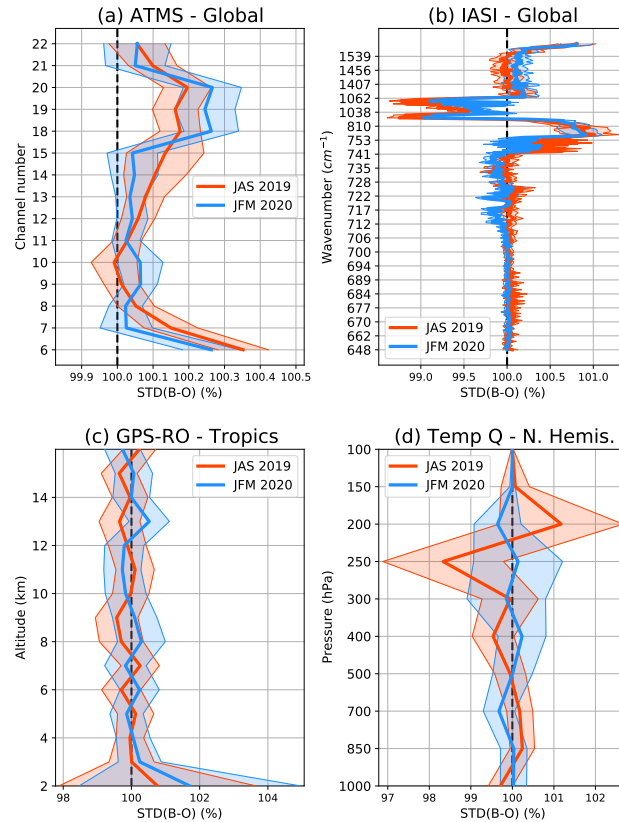 (a) ATMS - Global
22
21
20
19
18
15
14
13
12
11
10
9
8
7
6
Channel number
JAS 2019
JFM 2020
99.9 100.0 100.1 100.2 100.3 100.4 100.5
STD(B-O) (%)
(b) IASI - Global
1539
1456
1407
1062
1038
810
753
741
735
728
722
717
712
706
700
694
689
684
677
670
662
648
Wavenumber (cm⁻¹)
JAS 2019
JFM 2020
99.0 99.5 100.0 100.5 101.0
STD(B-O) (%)
(c) GPS-RO - Tropics
JAS 2019
JFM 2020
14
12
10
8
6
4
2
Altitude (km)
98 100 102 104
STD(B-O) (%)
(d) Temp Q - N. Hemis.
100
150
200
250
300
400
500
700
850
1000
Pressure (hPa)
JAS 2019
JFM 2020
97 98 99 100 101 102
STD(B-O) (%)